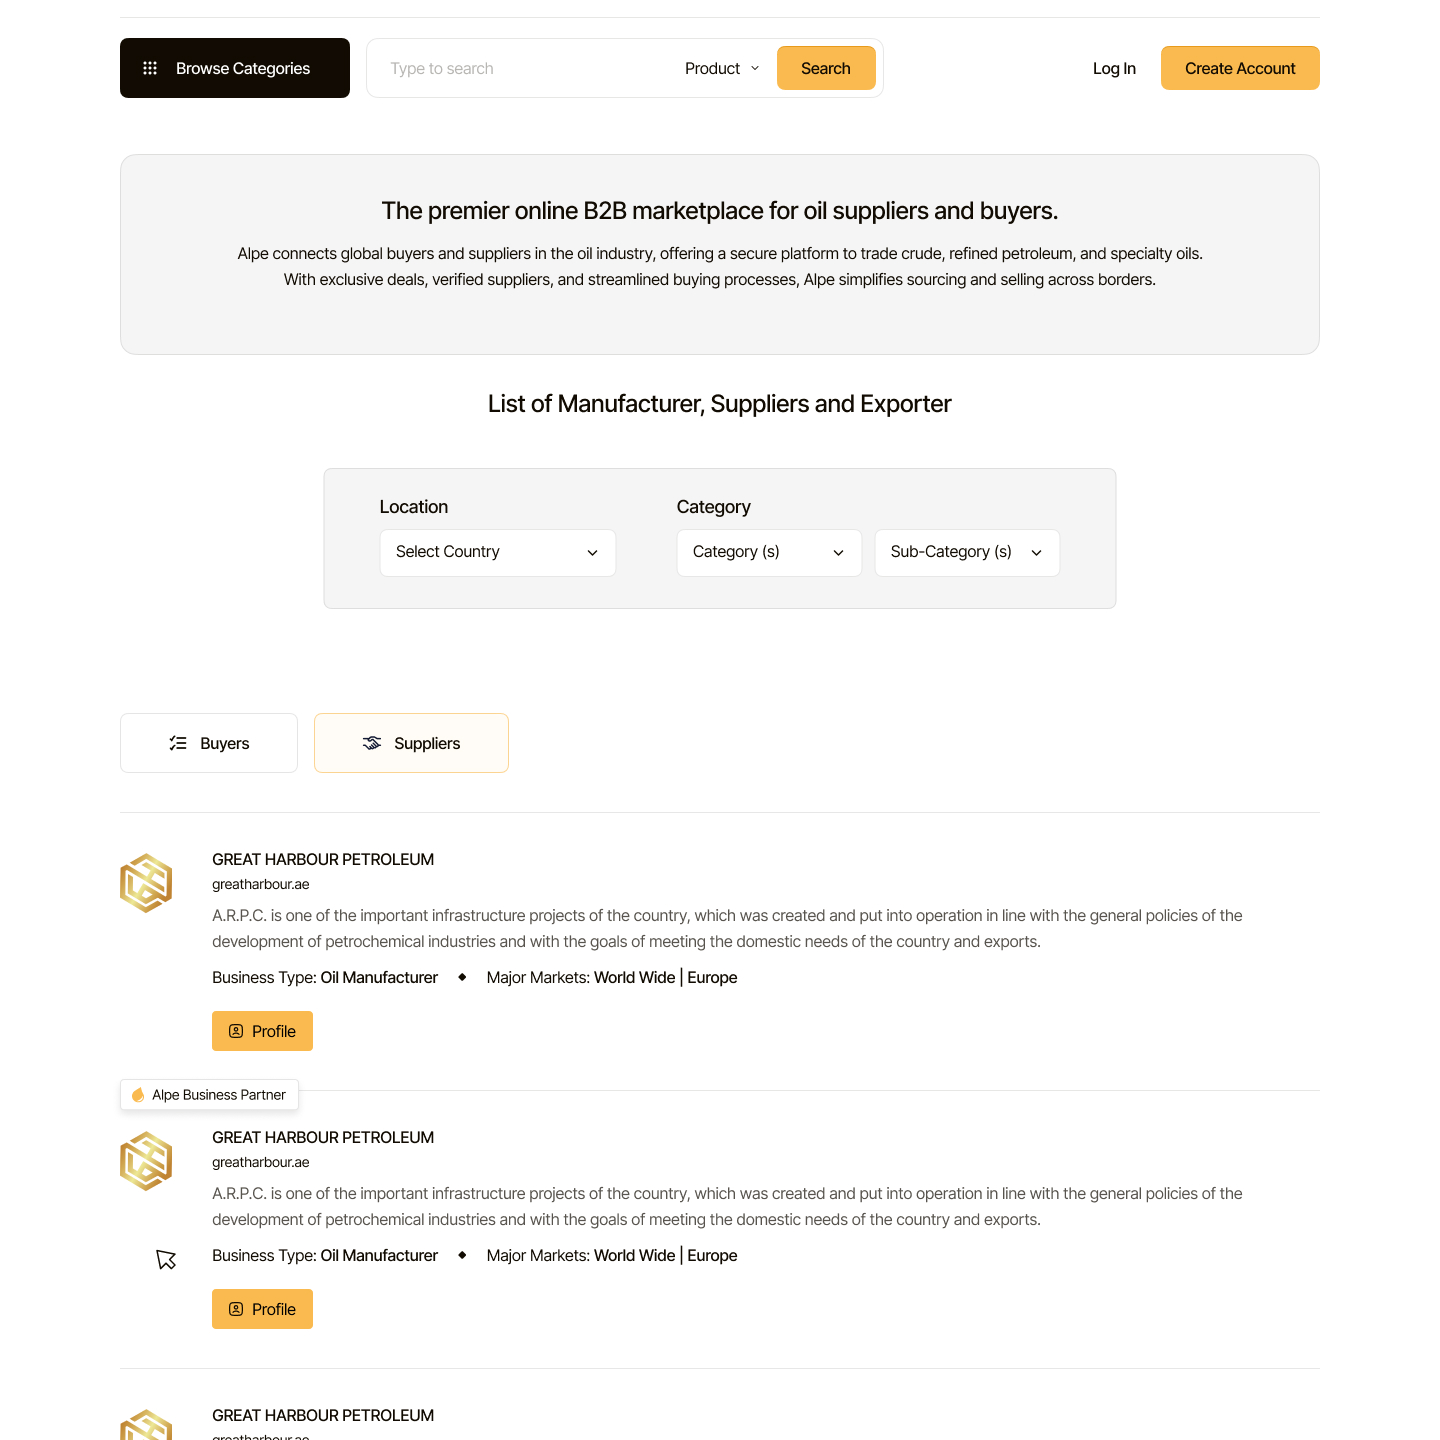 Browse Categories
Type to search
Product
Search
Log In
Create Account
The premier online B2B marketplace for oil suppliers and buyers.
Alpe connects global buyers and suppliers in the oil industry, offering a secure platform to trade crude, refined petroleum, and specialty oils.
With exclusive deals, verified suppliers, and streamlined buying processes, Alpe simplifies sourcing and selling across borders.
List of Manufacturer, Suppliers and Exporter
Location
Category
Select Country
Category (s)
Sub-Category (s)
Buyers
Suppliers
GREAT HARBOUR PETROLEUM
greatharbour.ae
A.R.P.C. is one of the important infrastructure projects of the country, which was created and put into operation in line with the general policies of the
development of petrochemical industries and with the goals of meeting the domestic needs of the country and exports.
Business Type: Oil Manufacturer ◆ Major Markets: World Wide | Europe
Profile
Alpe Business Partner
GREAT HARBOUR PETROLEUM
greatharbour.ae
A.R.P.C. is one of the important infrastructure projects of the country, which was created and put into operation in line with the general policies of the
development of petrochemical industries and with the goals of meeting the domestic needs of the country and exports.
Business Type: Oil Manufacturer ◆ Major Markets: World Wide | Europe
Profile
GREAT HARBOUR PETROLEUM
greatharbour.ae